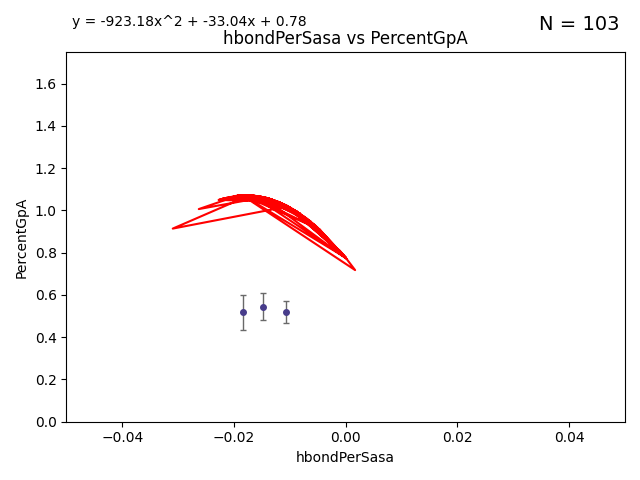 y = -923.18x^2 + -33.04x + 0.78
N = 103
hbondPerSasa vs PercentGpA
1.6
1.4
1.2
1.0
0.8
0.6
0.4
0.2
0.0
PercentGpA
−0.04
−0.02
0.00
0.02
0.04
hbondPerSasa